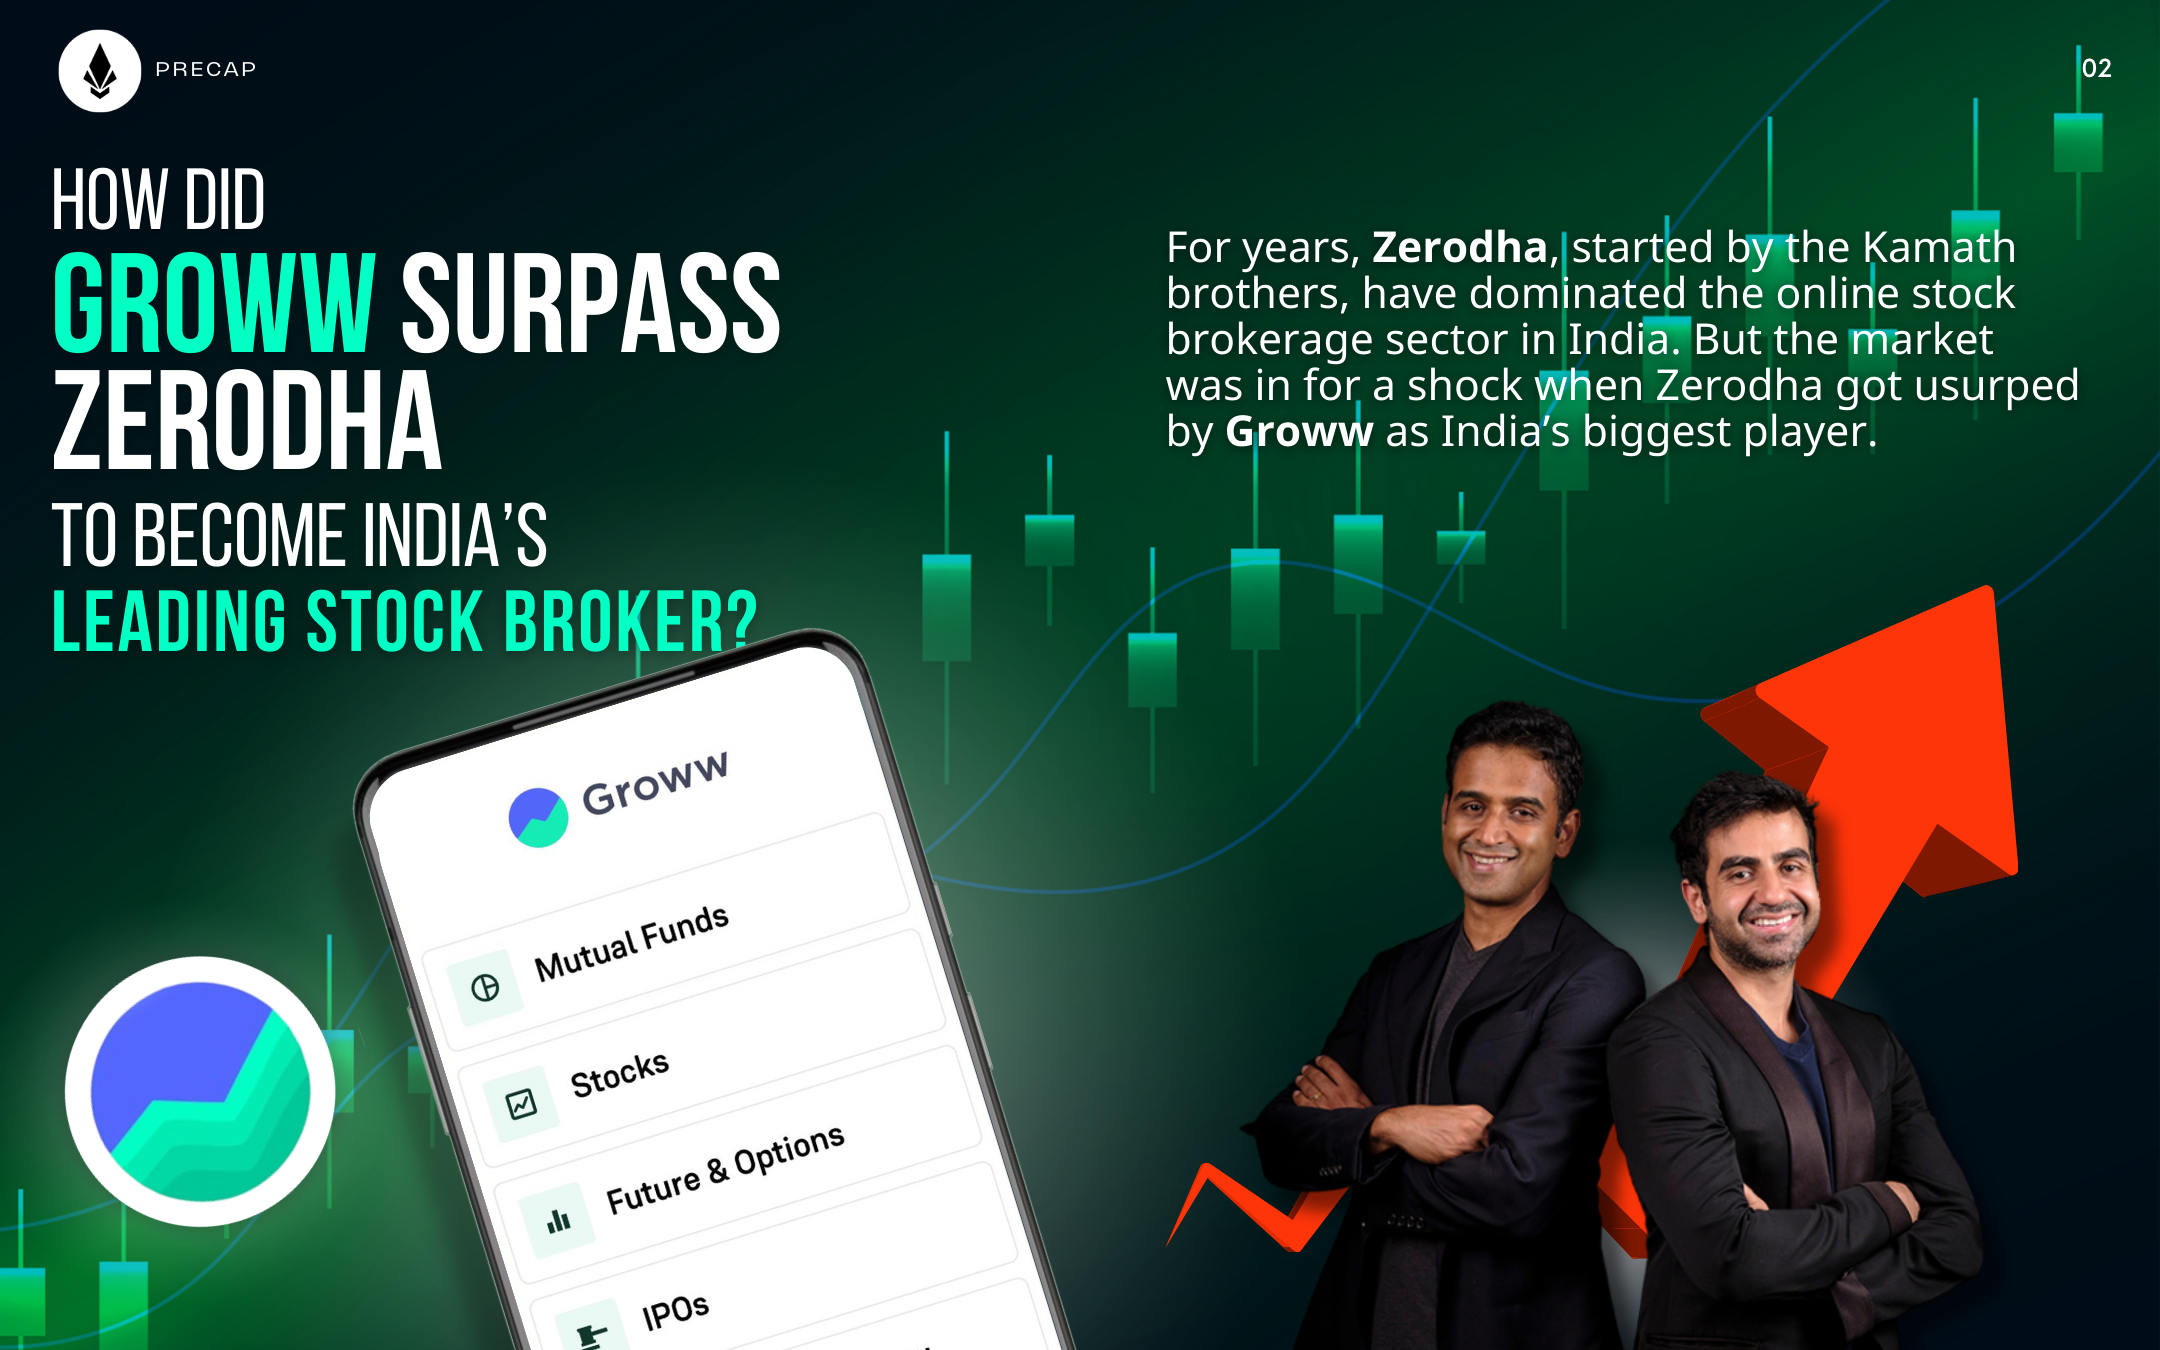 PRECAP
02
HOW DID
GROWW SURPASS
ZERODHA
TO BECOME INDIA’S
LEADING STOCK BROKER?
For years, Zerodha, started by the Kamath
brothers, have dominated the online stock
brokerage sector in India. But the market
was in for a shock when Zerodha got usurped
by Groww as India’s biggest player.
Groww
Mutual Funds
Stocks
Future & Options
IPOs